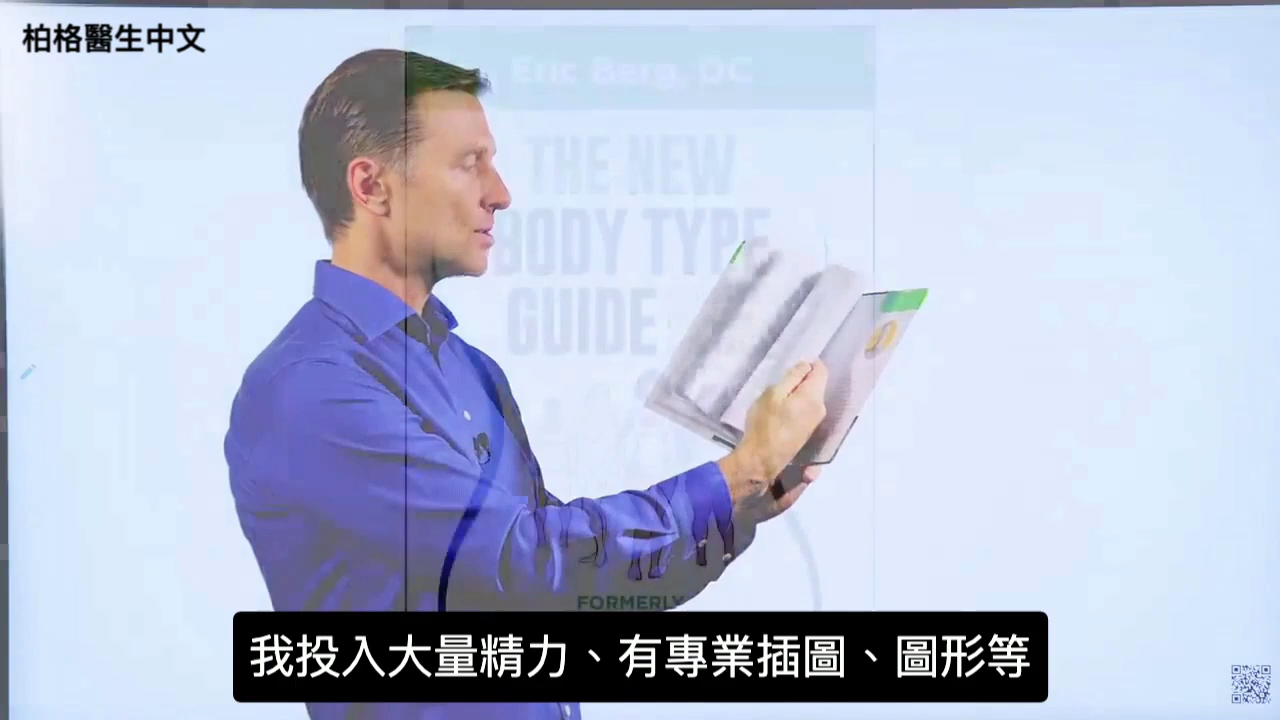 柏格醫生中文
Eric Berg, DC
THE NEW
BODY TYPE
GUIDE
FORMERLY
我投入大量精力、有專業插圖、圖形等